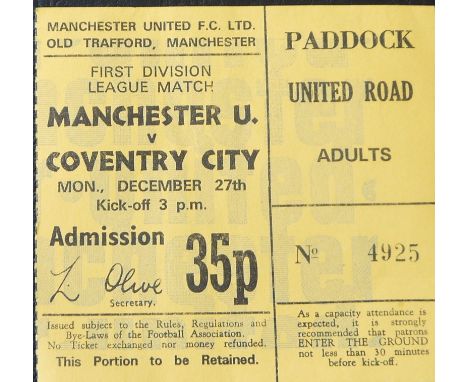 MANCHESTER UNITED F.C. LTD.
OLD TRAFFORD, MANCHESTER
FIRST DIVISION
LEAGUE MATCH
MANCHESTER U.
v
COVENTRY CITY
MON., DECEMBER 27th
Kick-off 3 p.m.
Admission
35p
L. Olive
Secretary.
Issued subject to the Rules, Regulations and
Bye-Laws of the Football Association.
No Ticket exchanged nor money refunded.
This Portion to be Retained.
PADDOCK
UNITED ROAD
ADULTS
No 4925
As a capacity attendance is
expected, it is strongly
recommended that patrons
ENTER THE GROUND
not less than 30 minutes
before kick-off.